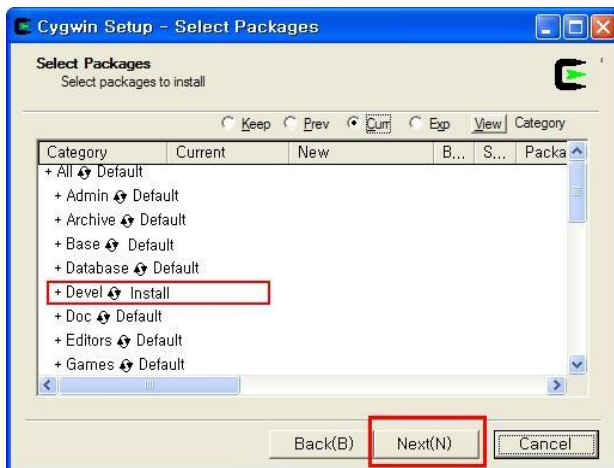 Cygwin Setup - Select Packages
Select Packages
Select packages to install
Keep Prev Curr Exp View Category
Category Current New B... S... Packa
+ All Default
+ Admin Default
+ Archive Default
+ Base Default
+ Database Default
+ Devel Install
+ Doc Default
+ Editors Default
+ Games Default
Back(B) Next(N) Cancel